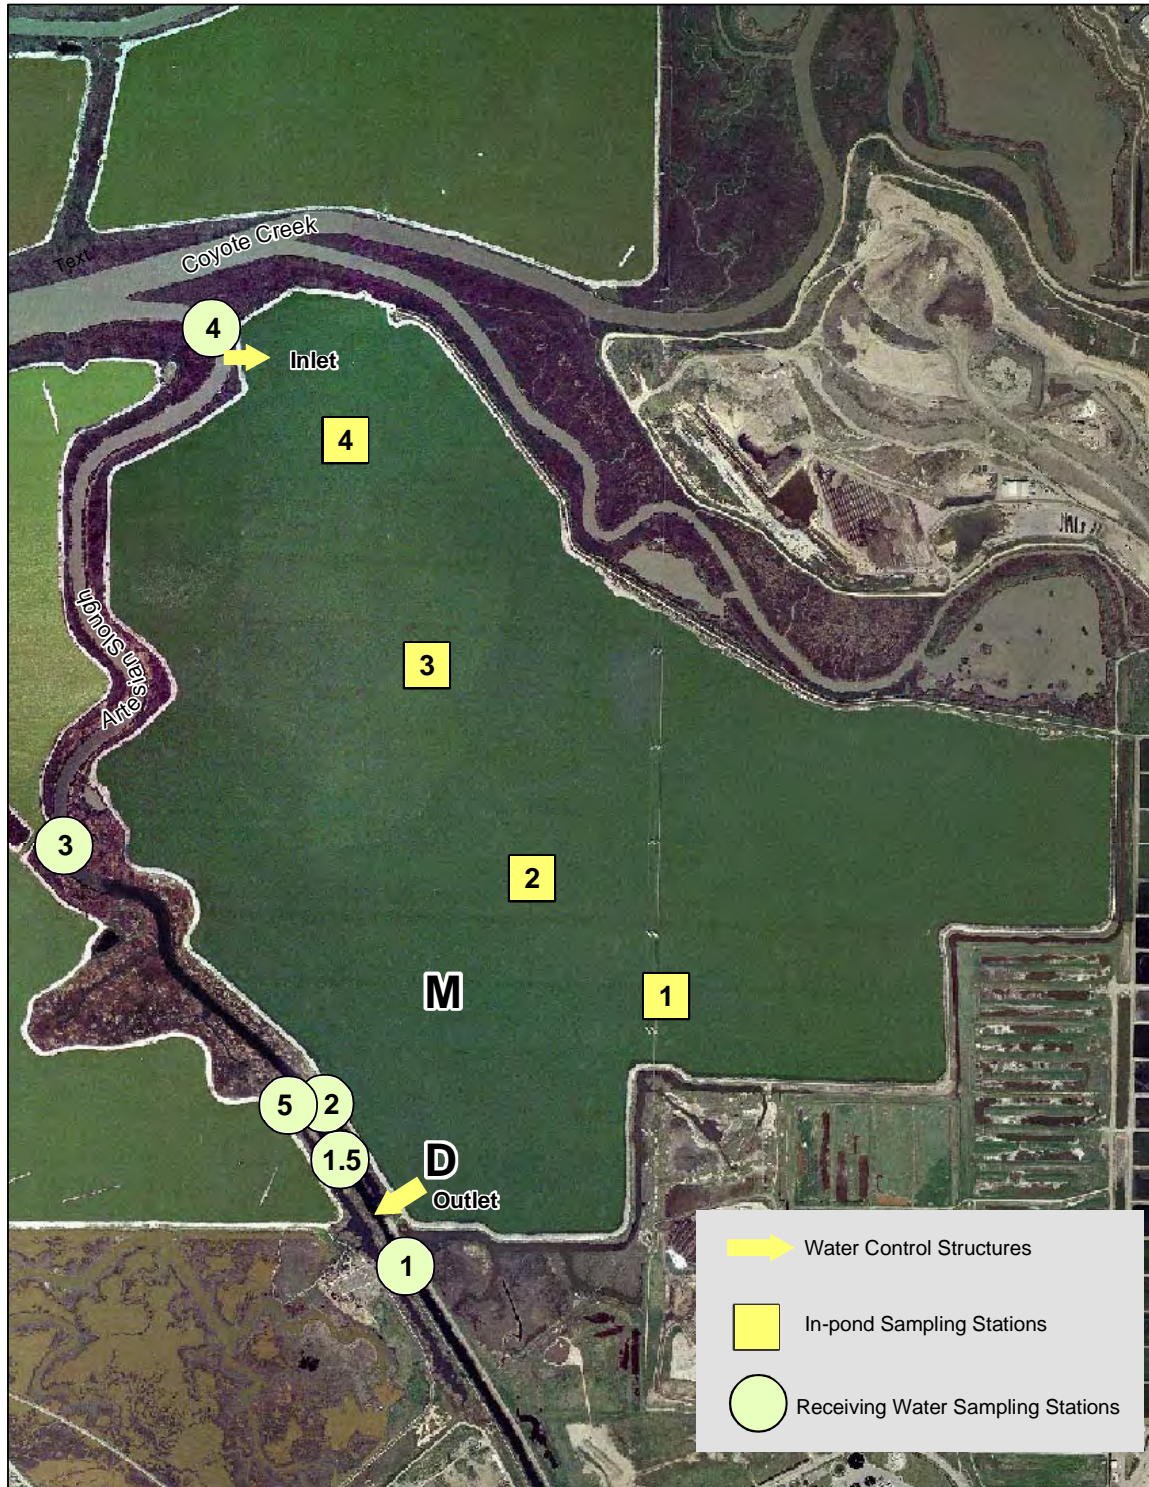 Coyote Creek
Text
4
Inlet
4
Artesian Slough
3
3
2
M
1
5
2
1.5
D
Outlet
1
Water Control Structures
In-pond Sampling Stations
Receiving Water Sampling Stations